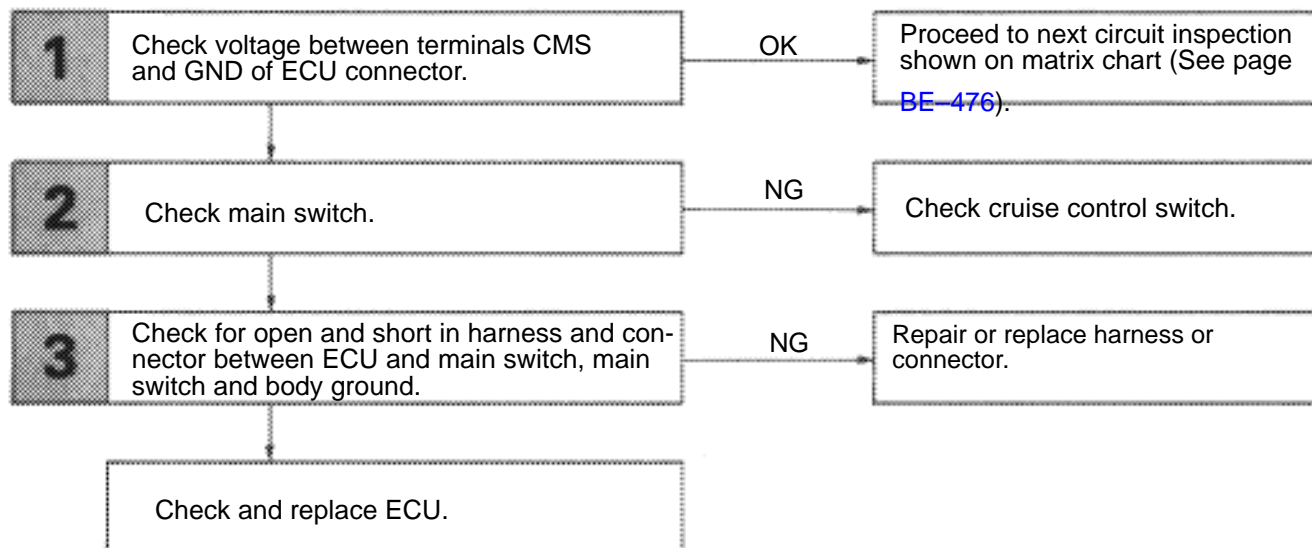 1
Check voltage between terminals CMS
and GND of ECU connector.
OK
Proceed to next circuit inspection
shown on matrix chart (See page
BE–476).
2
Check main switch.
NG
Check cruise control switch.
3
Check for open and short in harness and con-
nector between ECU and main switch, main
switch and body ground.
NG
Repair or replace harness or
connector.
Check and replace ECU.